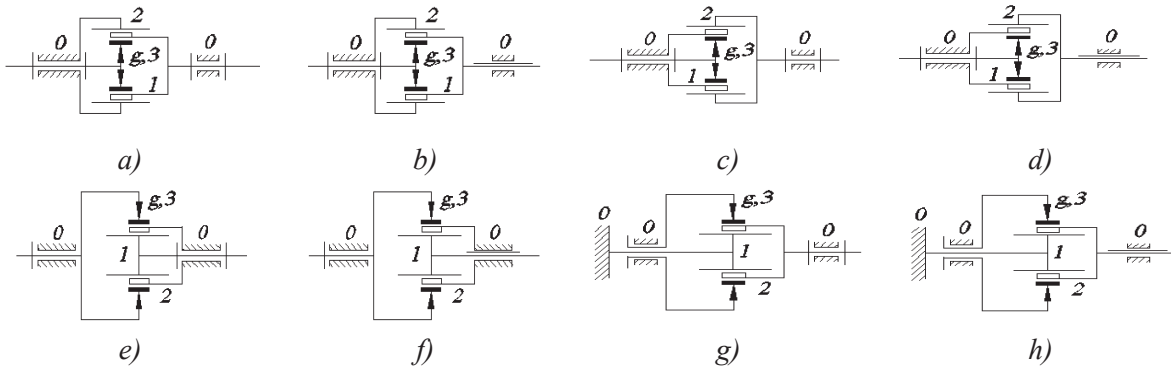 2 2 2 2
0 0 0 0 0 0 0 0
g,3 g,3 g,3 g,3
1 1 1 1
a) b) c) d)
g,3 g,3 g,3 g,3
0 0 0 0 0 0 0 0 0 0
1 1 1 1
2 2 2 2
e) f) g) h)